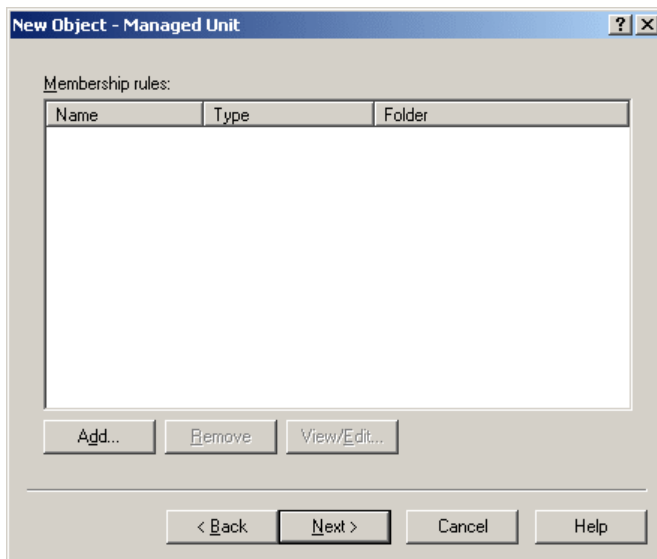 New Object - Managed Unit
Membership rules:
Name Type Folder
Add... Remove View/Edit...
< Back Next > Cancel Help